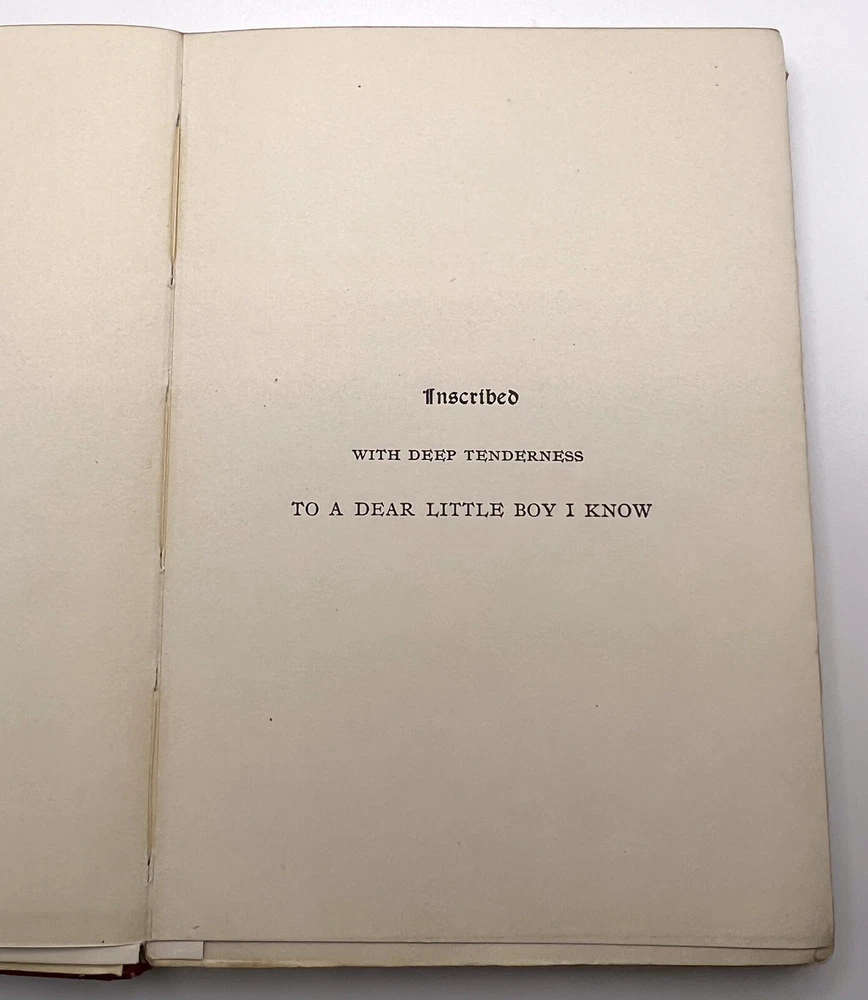 Inscribed
WITH DEEP TENDERNESS
TO A DEAR LITTLE BOY I KNOW